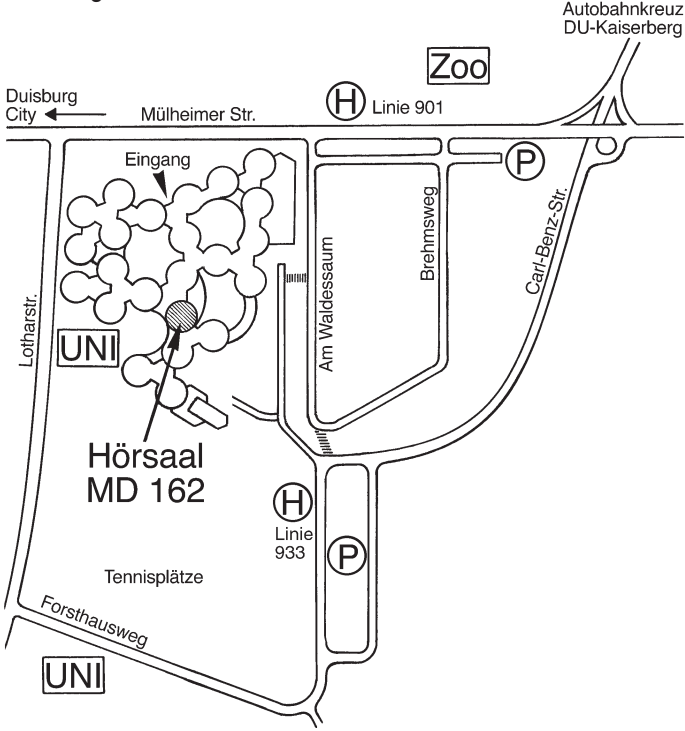 Autobahnkreuz
DU-Kaiserberg
Zoo
Duisburg
City
Mülheimer Str.
H Linie 901
Eingang
P
Lotharstr.
Am Waldessaum
Brehmsweg
Carl-Benz-Str.
UNI
Hörsaal
MD 162
H
Linie
933
P
Tennisplätze
Forsthausweg
UNI